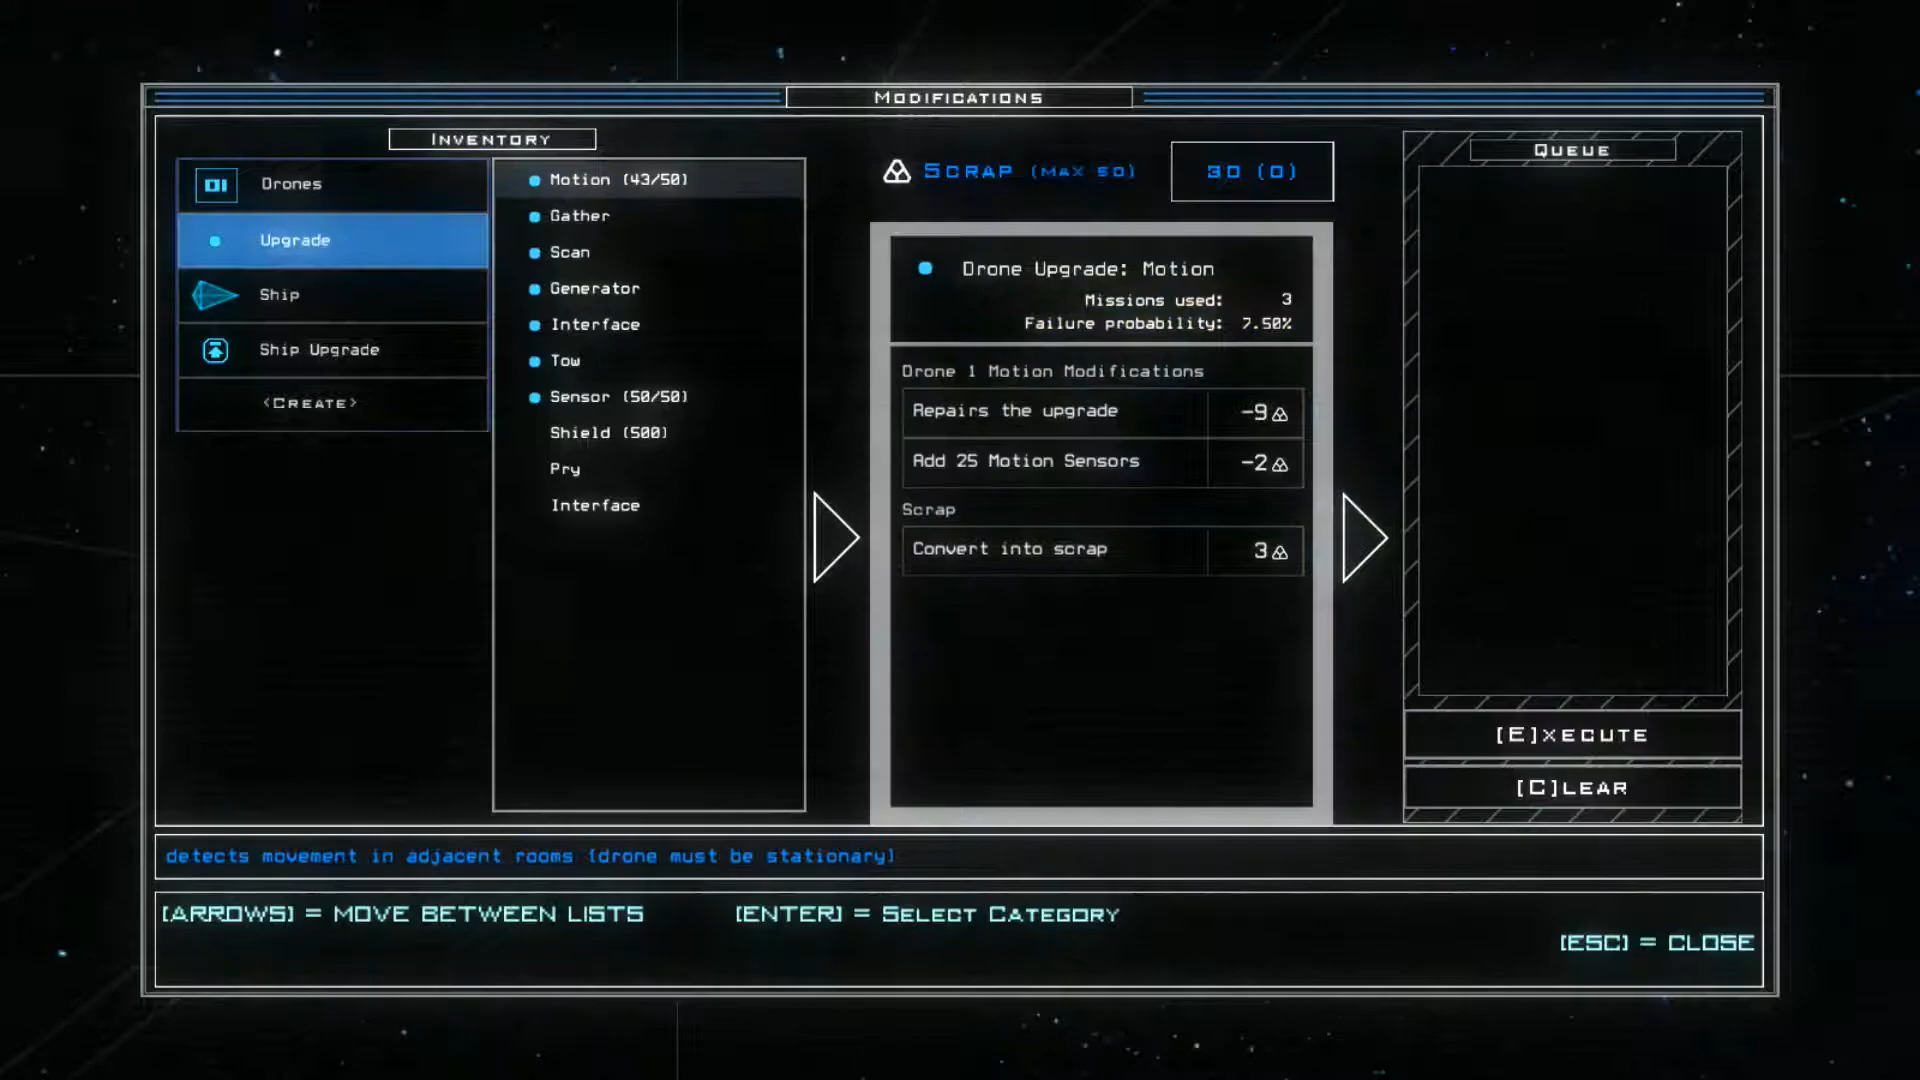 MODIFICATIONS
INVENTORY
Drones
Upgrade
Ship
Ship Upgrade
<CREATE>
Motion (43/50)
Gather
Scan
Generator
Interface
Tow
Sensor (50/50)
Shield (500)
Pry
Interface
SCRAP (MAX 50)
30 (0)
Drone Upgrade: Motion
Missions used: 3
Failure probability: 7.50%
Drone 1 Motion Modifications
Repairs the upgrade -9
Add 25 Motion Sensors -2
Scrap
Convert into scrap 3
QUEUE
[E]XECUTE
[C]LEAR
detects movement in adjacent rooms (drone must be stationary)
[ARROWS] = MOVE BETWEEN LISTS
[ENTER] = SELECT CATEGORY
[ESC] = CLOSE